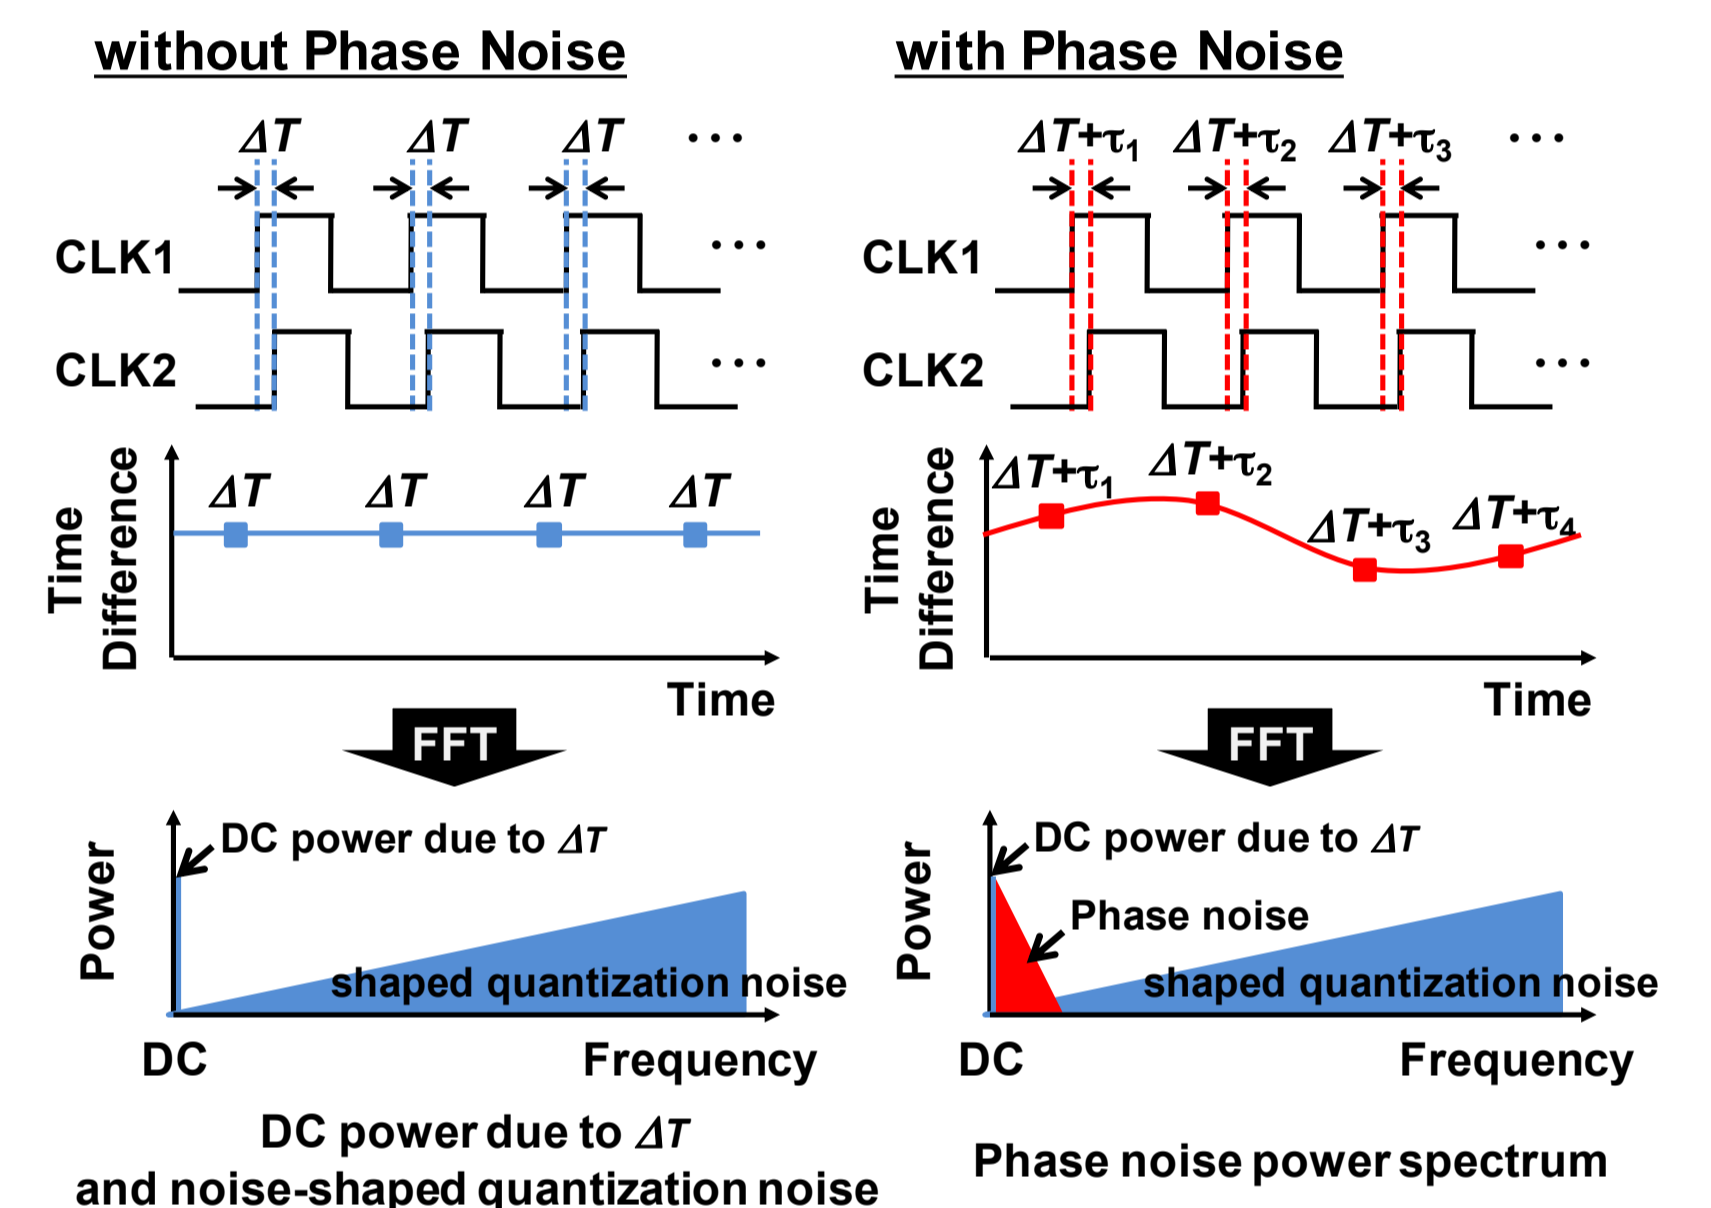 without Phase Noise
ΔT ΔT ΔT ...
CLK1 ...
CLK2 ...
Time Difference
ΔT ΔT ΔT ΔT
Time
FFT
Power
DC power due to ΔT
shaped quantization noise
DC Frequency
DC power due to ΔT
and noise-shaped quantization noise
with Phase Noise
ΔT+τ1 ΔT+τ2 ΔT+τ3 ...
CLK1 ...
CLK2 ...
Time Difference
ΔT+τ1 ΔT+τ2 ΔT+τ3 ΔT+τ4
Time
FFT
Power
DC power due to ΔT
Phase noise
shaped quantization noise
DC Frequency
Phase noise power spectrum